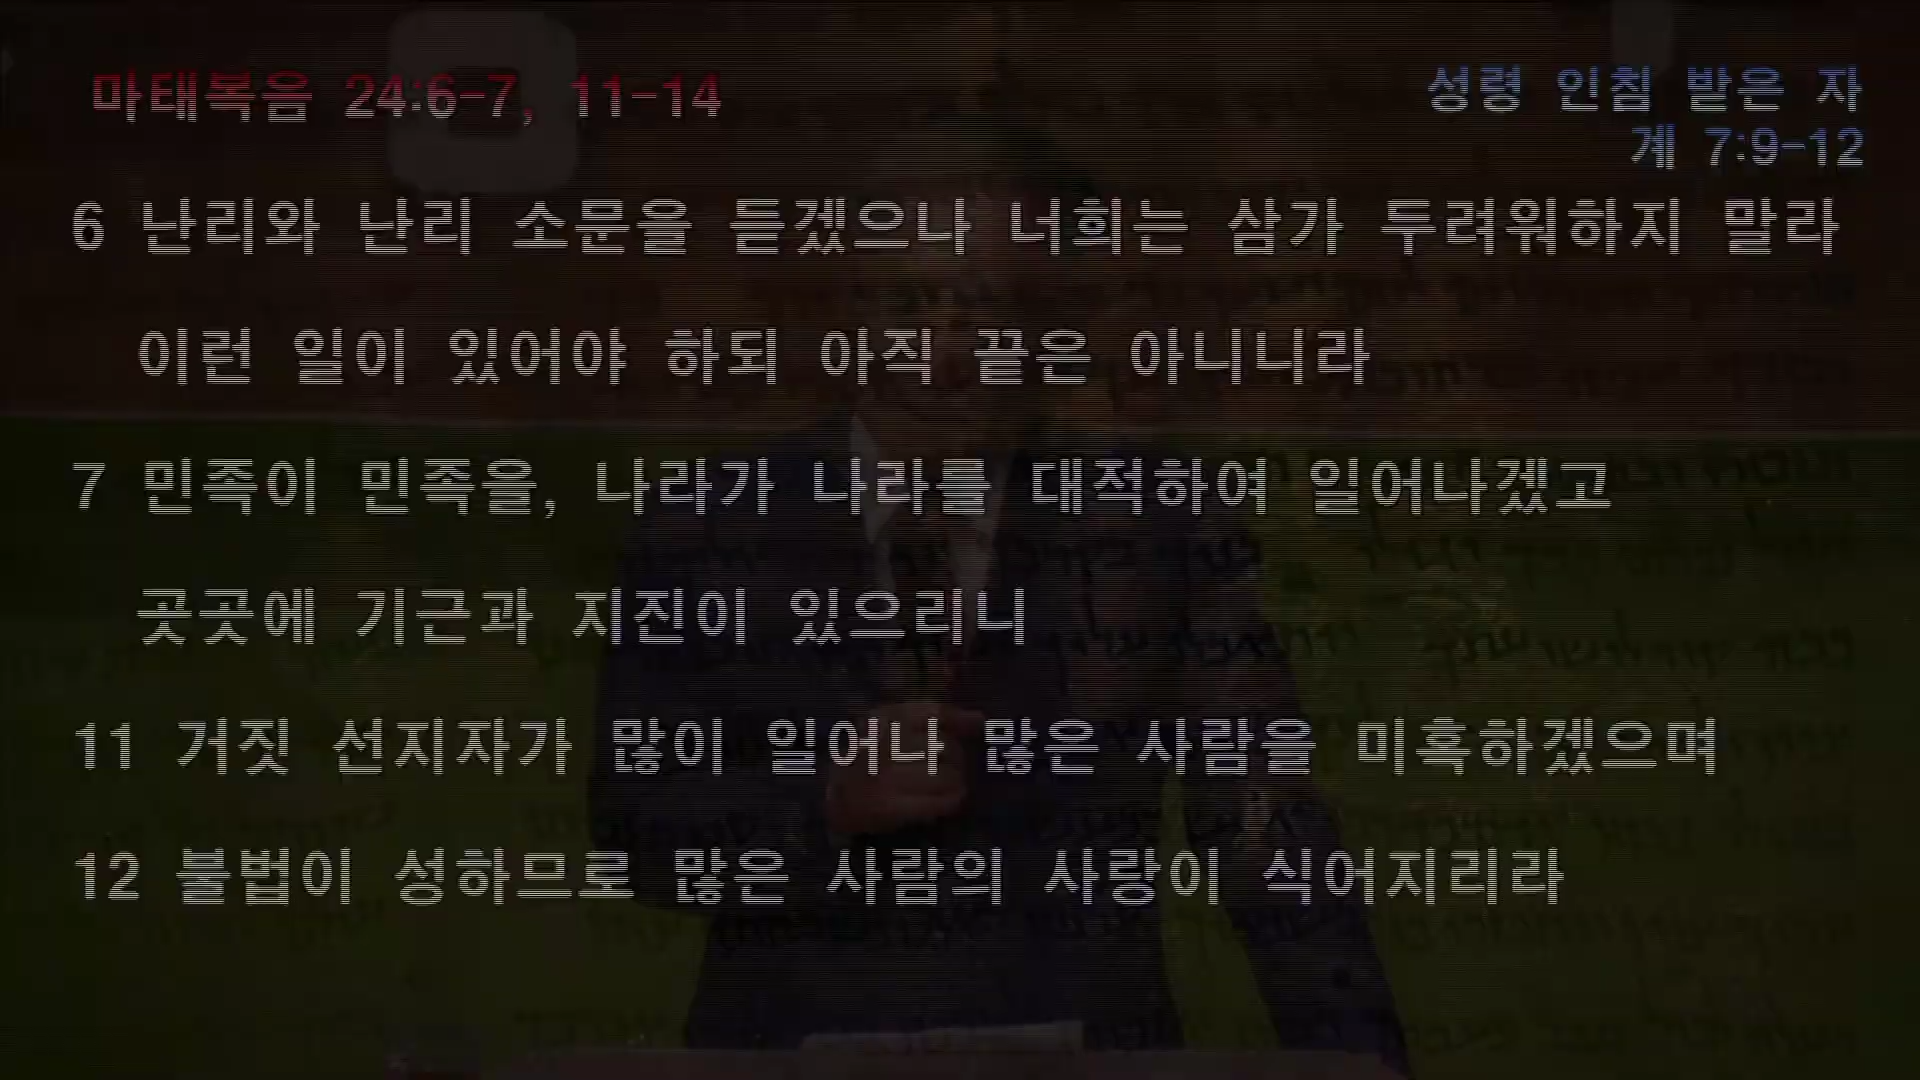 마태복음 24:6-7, 11-14
성령 인침 받은 자
계 7:9-12
6 난리와 난리 소문을 듣겠으나 너희는 삼가 두려워하지 말라
이런 일이 있어야 하되 아직 끝은 아니니라
7 민족이 민족을, 나라가 나라를 대적하여 일어나겠고
곳곳에 기근과 지진이 있으리니
11 거짓 선지자가 많이 일어나 많은 사람을 미혹하겠으며
12 불법이 성하므로 많은 사람의 사랑이 식어지리라